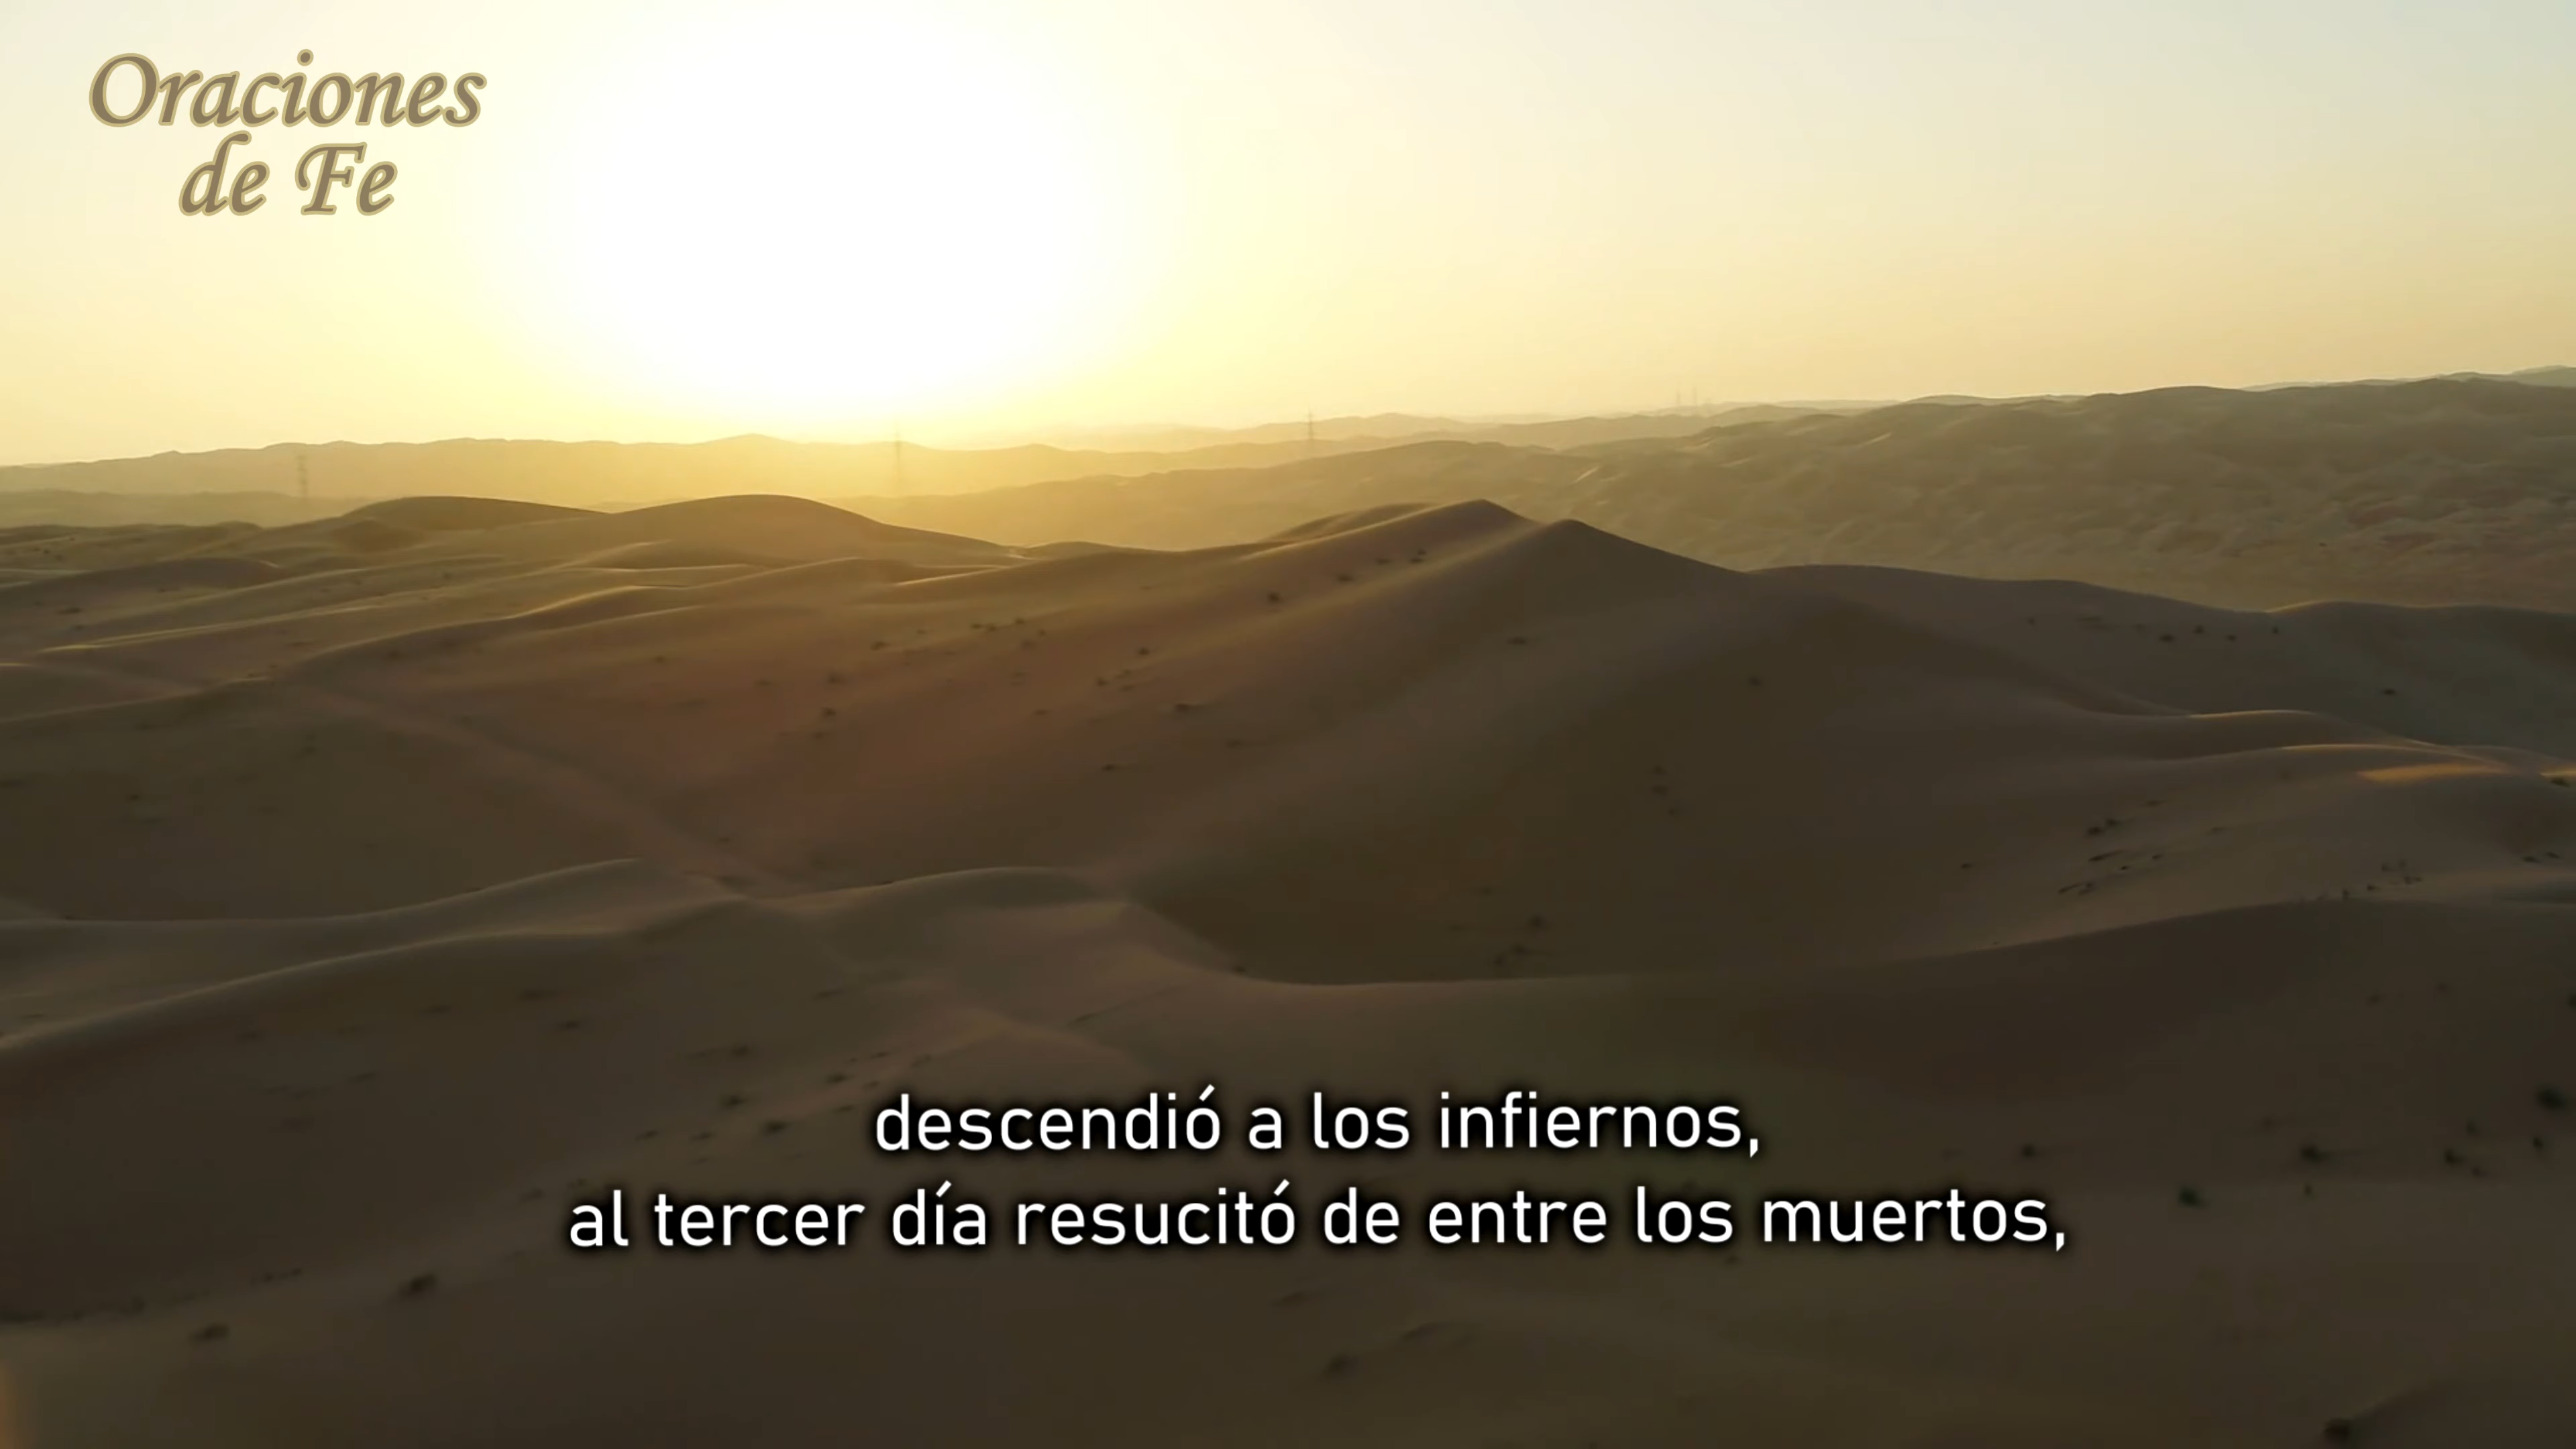 Oraciones
de Fe
descendió a los infiernos,
al tercer día resucitó de entre los muertos,